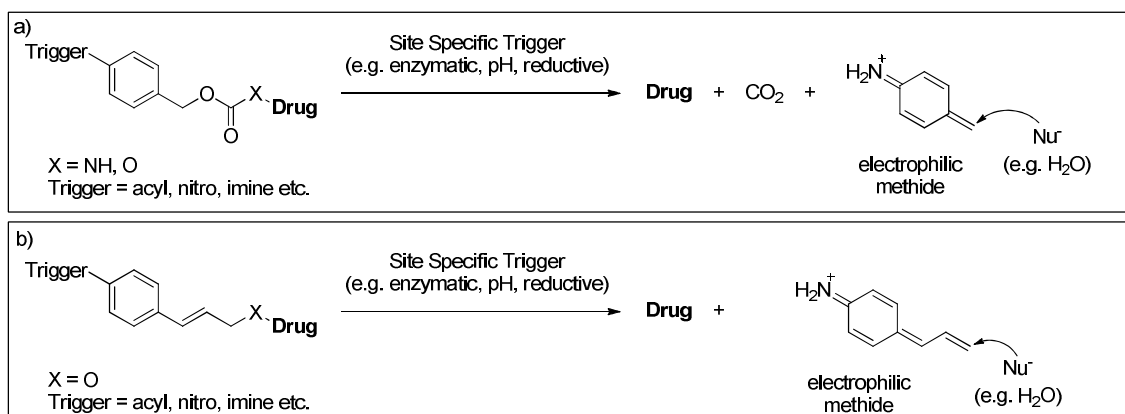 a)
Trigger
O
X
Drug
O
X = NH, O
Trigger = acyl, nitro, imine etc.
Site Specific Trigger
(e.g. enzymatic, pH, reductive)
Drug + CO2 +
H2N+
electrophilic
methide
Nu-
(e.g. H2O)
b)
Trigger
X
Drug
X = O
Trigger = acyl, nitro, imine etc.
Site Specific Trigger
(e.g. enzymatic, pH, reductive)
Drug +
H2N+
electrophilic
methide
Nu-
(e.g. H2O)